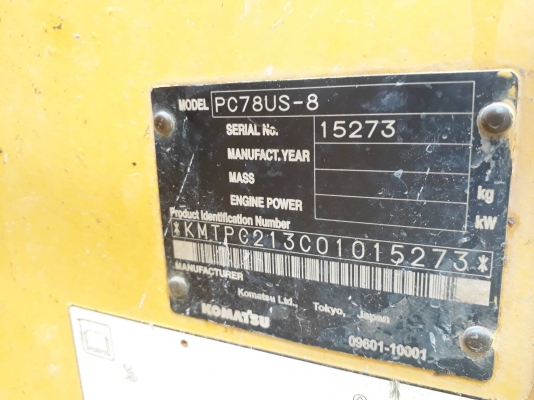 MODEL PC78US-8
SERIAL No. 15273
MANUFACT. YEAR
MASS kg
ENGINE POWER kW
Product Identification Number
*KMTPC213C01015273*
MANUFACTURER
Komatsu Ltd., Tokyo, Japan
KOMATSU
09601-10001